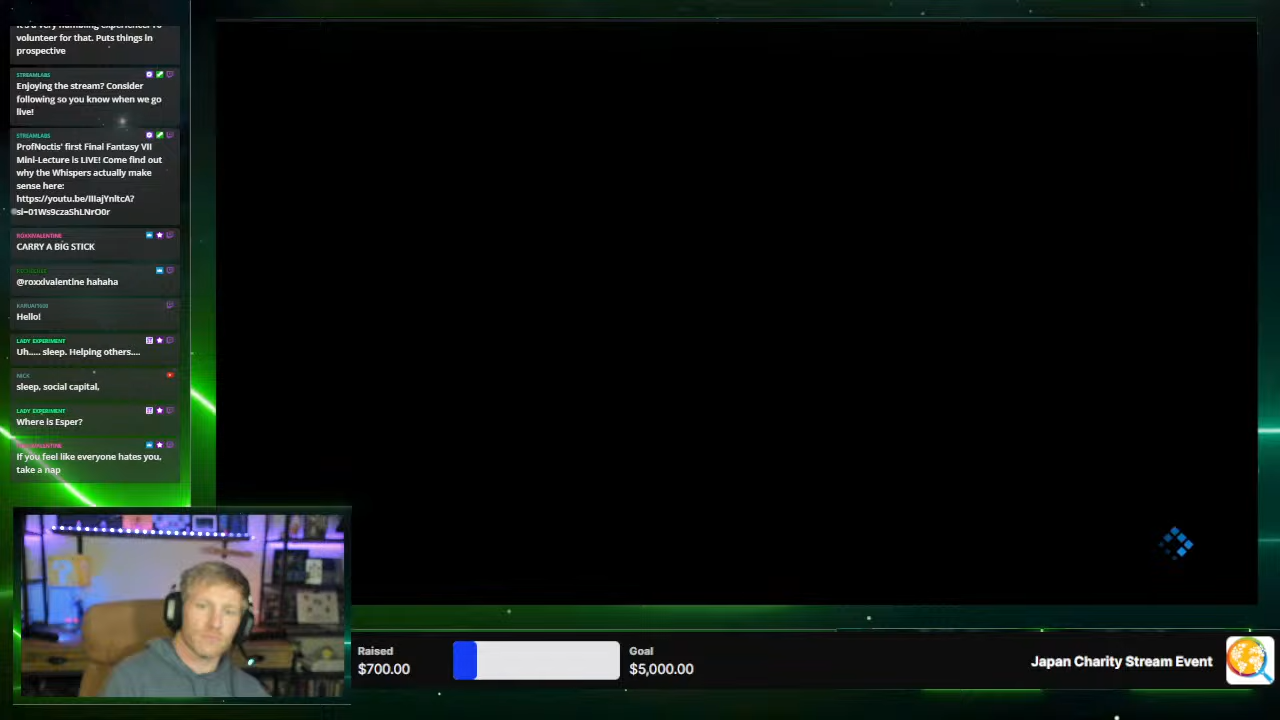 volunteer for that. Puts things in
prospective
STREAMLABS
Enjoying the stream? Consider
following so you know when we go
live!
STREAMLABS
ProfNoctis' first Final Fantasy VII
Mini-Lecture is LIVE! Come find out
why the Whispers actually make
sense here:
ROXXIVALENTINE
CARRY A BIG STICK
@roxxivalentine hahaha
Hello!
LADY EXPERIMENT
Uh..... sleep. Helping others....
NICK
sleep, social capital,
LADY EXPERIMENT
Where is Esper?
If you feel like everyone hates you,
take a nap
Raised
$700.00
Goal
$5,000.00
Japan Charity Stream Event